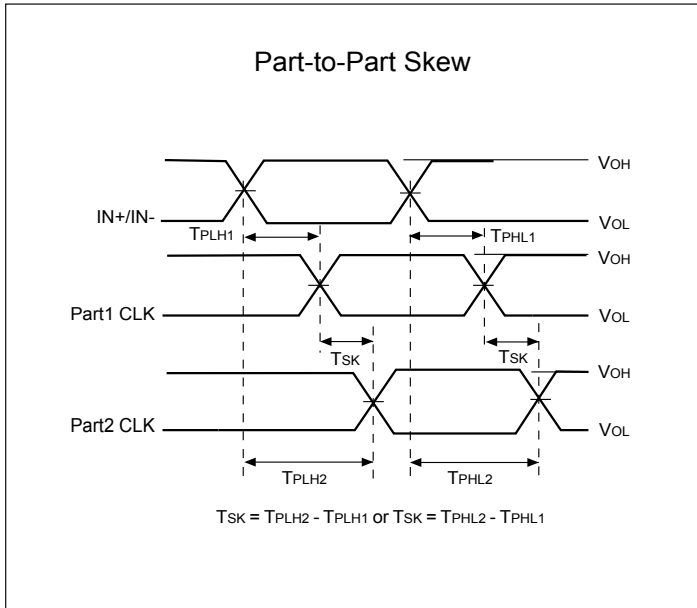 Part-to-Part Skew
VOH
IN+/IN-
VOL
TPLH1
TPHL1
VOH
Part1 CLK
VOL
TSK
TSK
VOH
Part2 CLK
VOL
TPLH2
TPHL2
TSK = TPLH2 - TPLH1 or TSK = TPHL2 - TPHL1